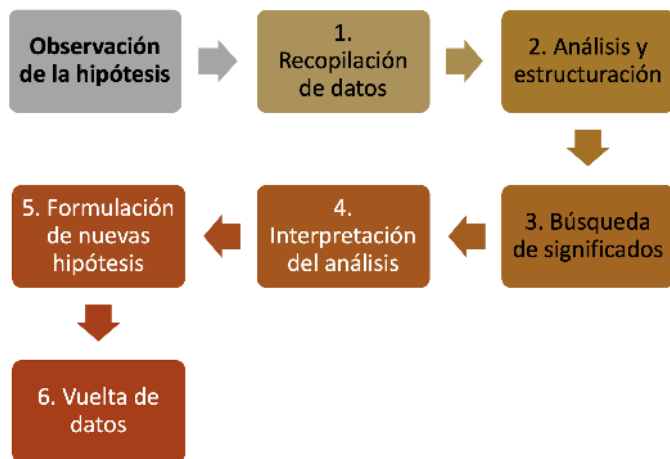 Observación
de la hipótesis
1.
Recopilación
de datos
2. Análisis y
estructuración
3. Búsqueda
de significados
4.
Interpretación
del análisis
5. Formulación
de nuevas
hipótesis
6. Vuelta de
datos